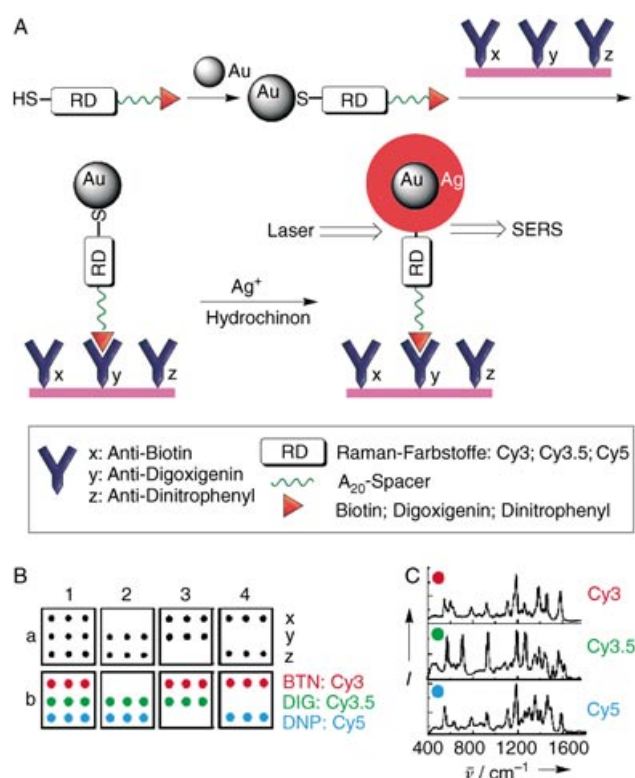 A
Au
x y z
HS RD
Au S RD
Au
S
RD
Ag⁺
Hydrochinon
x y z
Laser
Au Ag
SERS
RD
x y z
x: Anti-Biotin
y: Anti-Digoxigenin
z: Anti-Dinitrophenyl
RD Raman-Farbstoffe: Cy3; Cy3.5; Cy5
A₂₀-Spacer
Biotin; Digoxigenin; Dinitrophenyl
B
1 2 3 4
a
x
y
z
b
BTN: Cy3
DIG: Cy3.5
DNP: Cy5
C
Cy3
Cy3.5
Cy5
I
400 800 1200 1600
ν̃ / cm⁻¹